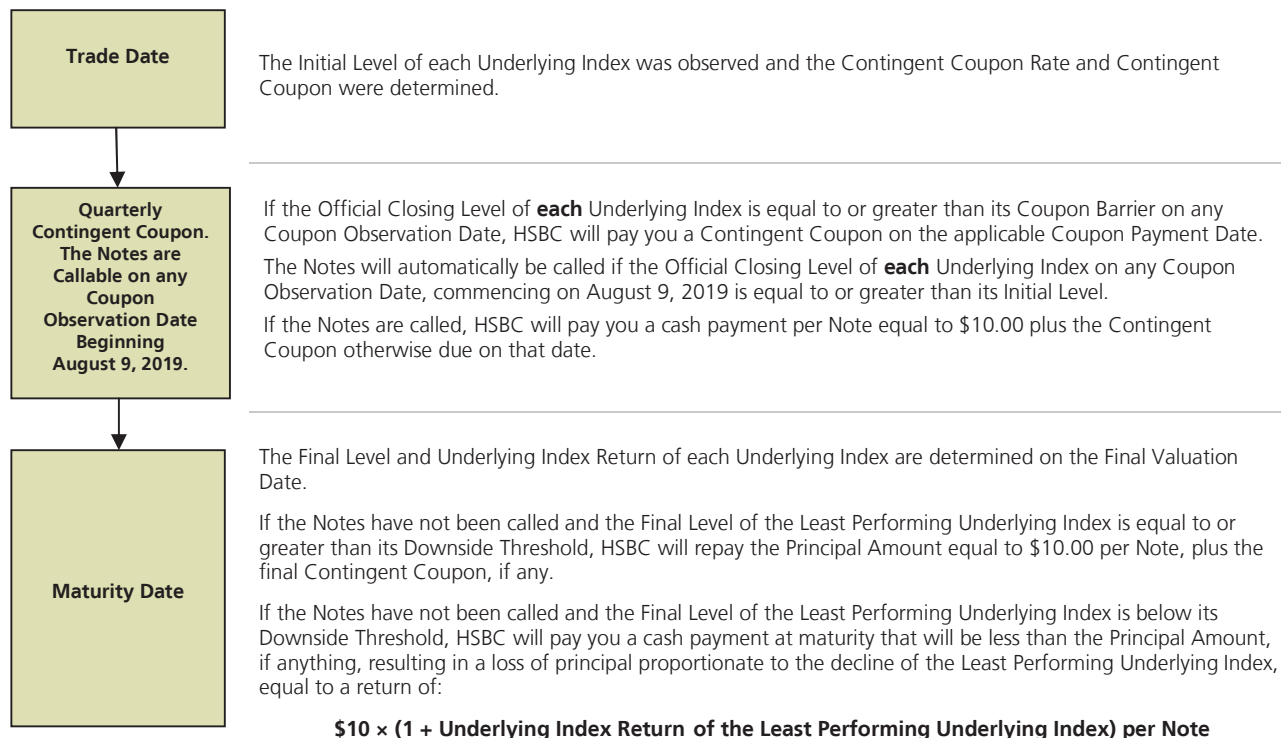 Trade Date
The Initial Level of each Underlying Index was observed and the Contingent Coupon Rate and Contingent
Coupon were determined.
Quarterly
Contingent Coupon.
The Notes are
Callable on any
Coupon
Observation Date
Beginning
August 9, 2019.
If the Official Closing Level of each Underlying Index is equal to or greater than its Coupon Barrier on any
Coupon Observation Date, HSBC will pay you a Contingent Coupon on the applicable Coupon Payment Date.
The Notes will automatically be called if the Official Closing Level of each Underlying Index on any Coupon
Observation Date, commencing on August 9, 2019 is equal to or greater than its Initial Level.
If the Notes are called, HSBC will pay you a cash payment per Note equal to $10.00 plus the Contingent
Coupon otherwise due on that date.
Maturity Date
The Final Level and Underlying Index Return of each Underlying Index are determined on the Final Valuation
Date.
If the Notes have not been called and the Final Level of the Least Performing Underlying Index is equal to or
greater than its Downside Threshold, HSBC will repay the Principal Amount equal to $10.00 per Note, plus the
final Contingent Coupon, if any.
If the Notes have not been called and the Final Level of the Least Performing Underlying Index is below its
Downside Threshold, HSBC will pay you a cash payment at maturity that will be less than the Principal Amount,
if anything, resulting in a loss of principal proportionate to the decline of the Least Performing Underlying Index,
equal to a return of:
$10 × (1 + Underlying Index Return of the Least Performing Underlying Index) per Note